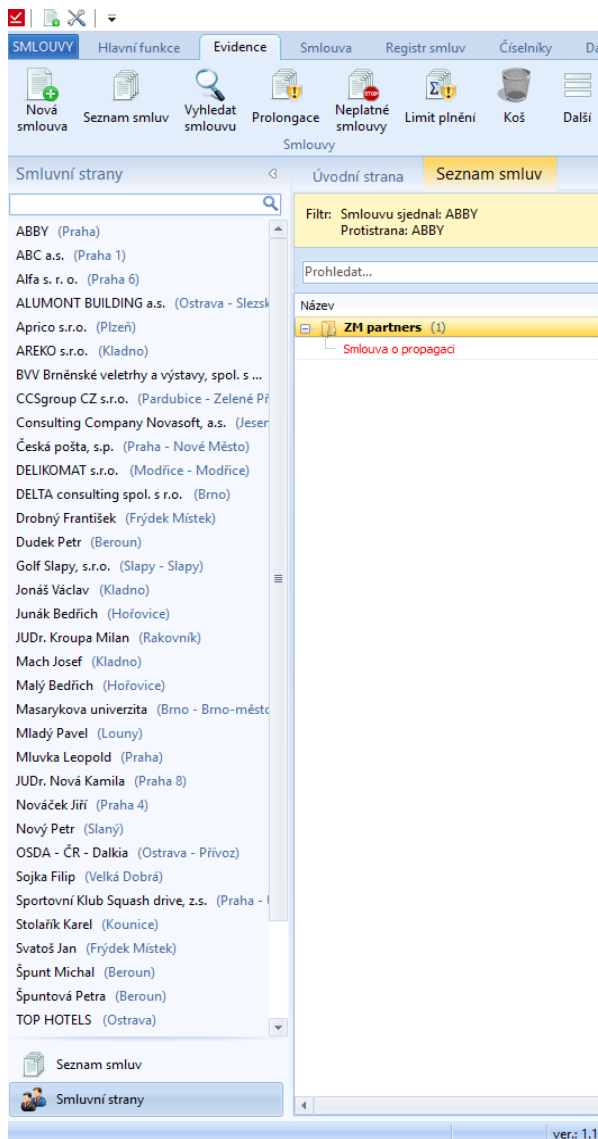 SMLOUVY Hlavní funkce Evidence Smlouva Registr smluv Číselníky
Nová smlouva Seznam smluv Vyhledat smlouvu Prolongace Neplatné smlouvy STOP Limit plnění Koš Další
Smlouvy
Smluvní strany
Úvodní strana Seznam smluv
Filtr: Smlouvu sjednal: ABBY
Protistrana: ABBY
Prohledat...
Název
ZM partners (1)
Smlouva o propagaci
ABBY (Praha)
ABC a.s. (Praha 1)
Alfa s. r. o. (Praha 6)
ALUMONT BUILDING a.s. (Ostrava - Slezsk
Aprico s.r.o. (Plzeň)
AREKO s.r.o. (Kladno)
BVV Brněnské veletrhy a výstavy, spol. s ...
CCSgroup CZ s.r.o. (Pardubice - Zelené Př
Consulting Company Novasoft, a.s. (Jeser
Česká pošta, s.p. (Praha - Nové Město)
DELIKOMAT s.r.o. (Modřice - Modřice)
DELTA consulting spol. s r.o. (Brno)
Drobný František (Frýdek Místek)
Dudek Petr (Beroun)
Golf Slapy, s.r.o. (Slapy - Slapy)
Jonáš Václav (Kladno)
Junák Bedřich (Hořovice)
JUDr. Kroupa Milan (Rakovník)
Mach Josef (Kladno)
Malý Bedřich (Hořovice)
Masarykova univerzita (Brno - Brno-městc
Mladý Pavel (Louny)
Mluvka Leopold (Praha)
JUDr. Nová Kamila (Praha 8)
Nováček Jiří (Praha 4)
Nový Petr (Slaný)
OSDA - ČR - Dalkia (Ostrava - Přívoz)
Sojka Filip (Velká Dobrá)
Sportovní Klub Squash drive, z.s. (Praha -
Stolařík Karel (Kounice)
Svatoš Jan (Frýdek Místek)
Špunt Michal (Beroun)
Špuntová Petra (Beroun)
TOP HOTELS (Ostrava)
Seznam smluv
Smluvní strany
ver.: 1.1